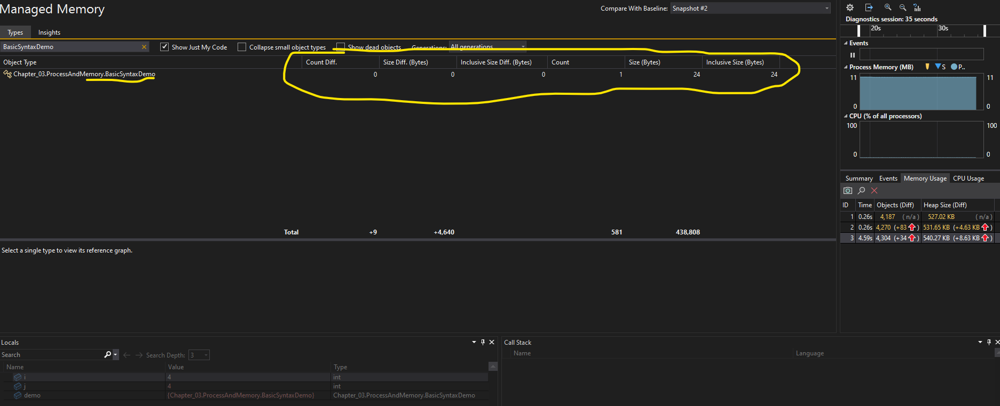 Managed Memory
Compare With Baseline: Snapshot #2
Types Insights
BasicSyntaxDemo Show Just My Code Collapse small object types Show dead objects Generations: All generations
Object Type Count Diff. Size Diff. (Bytes) Inclusive Size Diff. (Bytes) Count Size (Bytes) Inclusive Size (Bytes)
Chapter_03.ProcessAndMemory.BasicSyntaxDemo 0 0 0 1 24 24
Total +9 +4,640 581 438,808
Select a single type to view its reference graph.
Diagnostics session: 35 seconds
20s 30s
Events
Process Memory (MB) S P..
11 11
0 0
CPU (% of all processors)
100 100
0 0
Summary Events Memory Usage CPU Usage
ID Time Objects (Diff) Heap Size (Diff)
1 0.26s 4,187 (n/a) 527.02 KB (n/a)
2 0.26s 4,270 (+83 ) 531.65 KB (+4.63 KB )
3 4.59s 4,304 (+34 ) 540.27 KB (+8.63 KB )
Locals
Search Search Depth: 3
Name Value Type
i 4 int
j 4 int
demo {Chapter_03.ProcessAndMemory.BasicSyntaxDemo} Chapter_03.ProcessAndMemory.BasicSyntaxDemo
Call Stack
Name Language